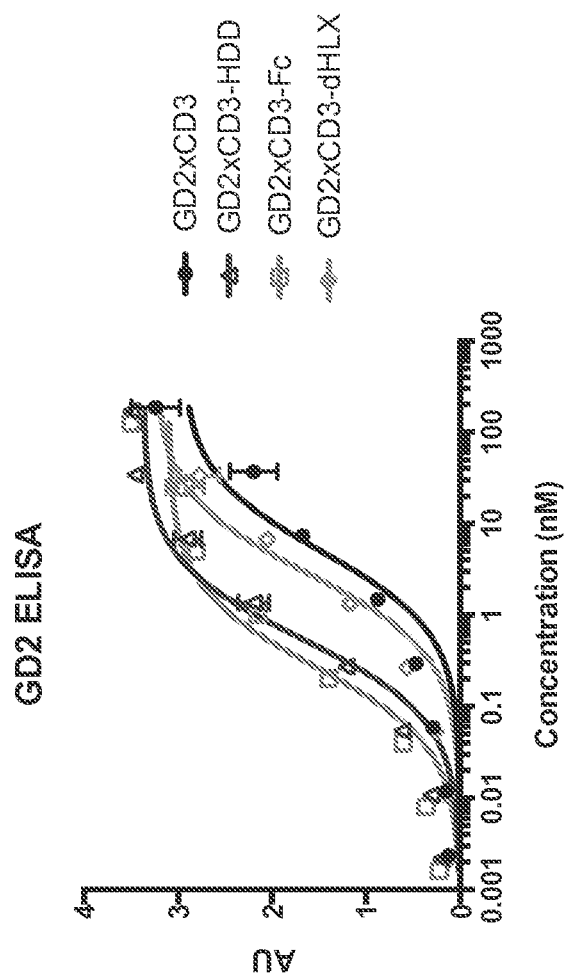 GD2 ELISA
AU
3
2
1
0
0.001
0.01
0.1
1
10
100
1000
Concentration (nM)
GD2xCD3
GD2xCD3-HDD
GD2xCD3-Fc
GD2xCD3-dHLX